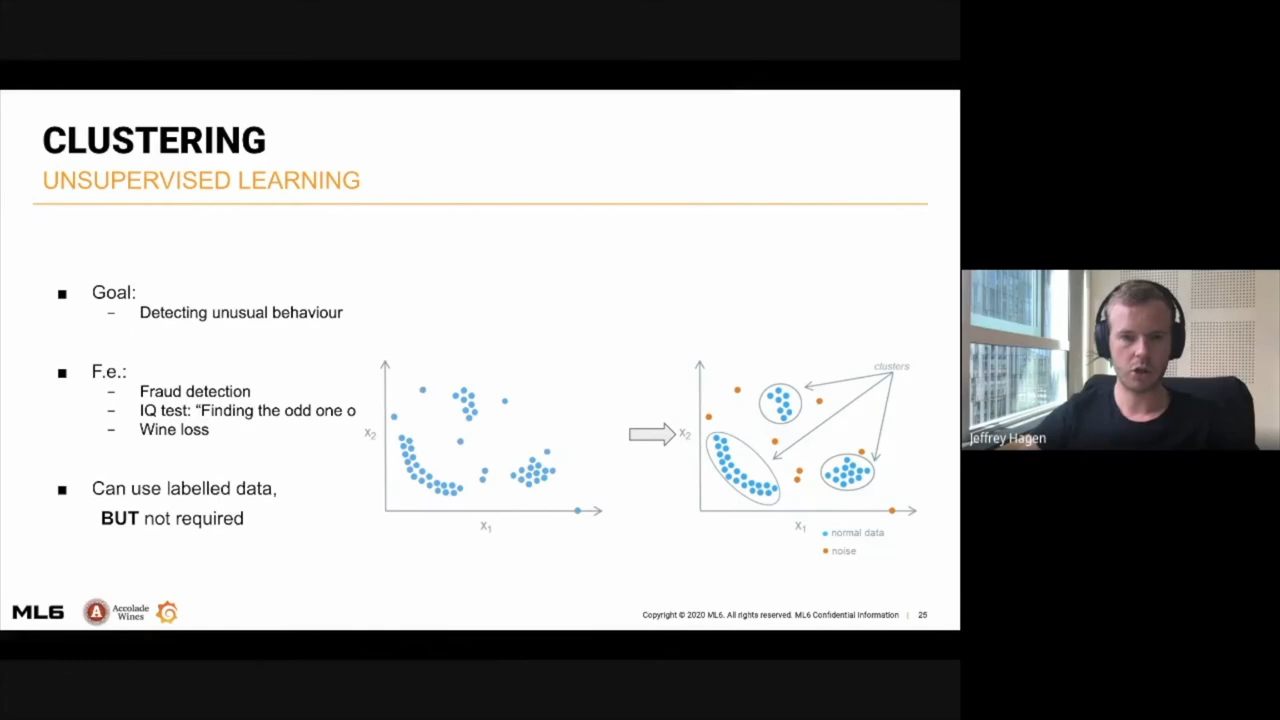 CLUSTERING
UNSUPERVISED LEARNING
■ Goal:
– Detecting unusual behaviour
■ F.e.:
– Fraud detection
– IQ test: “Finding the odd one o
– Wine loss
■ Can use labelled data,
BUT not required
X2
X1
clusters
X2
X1
normal data
noise
Jeffrey Hagen
ML6
A
Accolade
Wines
Copyright © 2020 ML6. All rights reserved. ML6 Confidential Information | 25